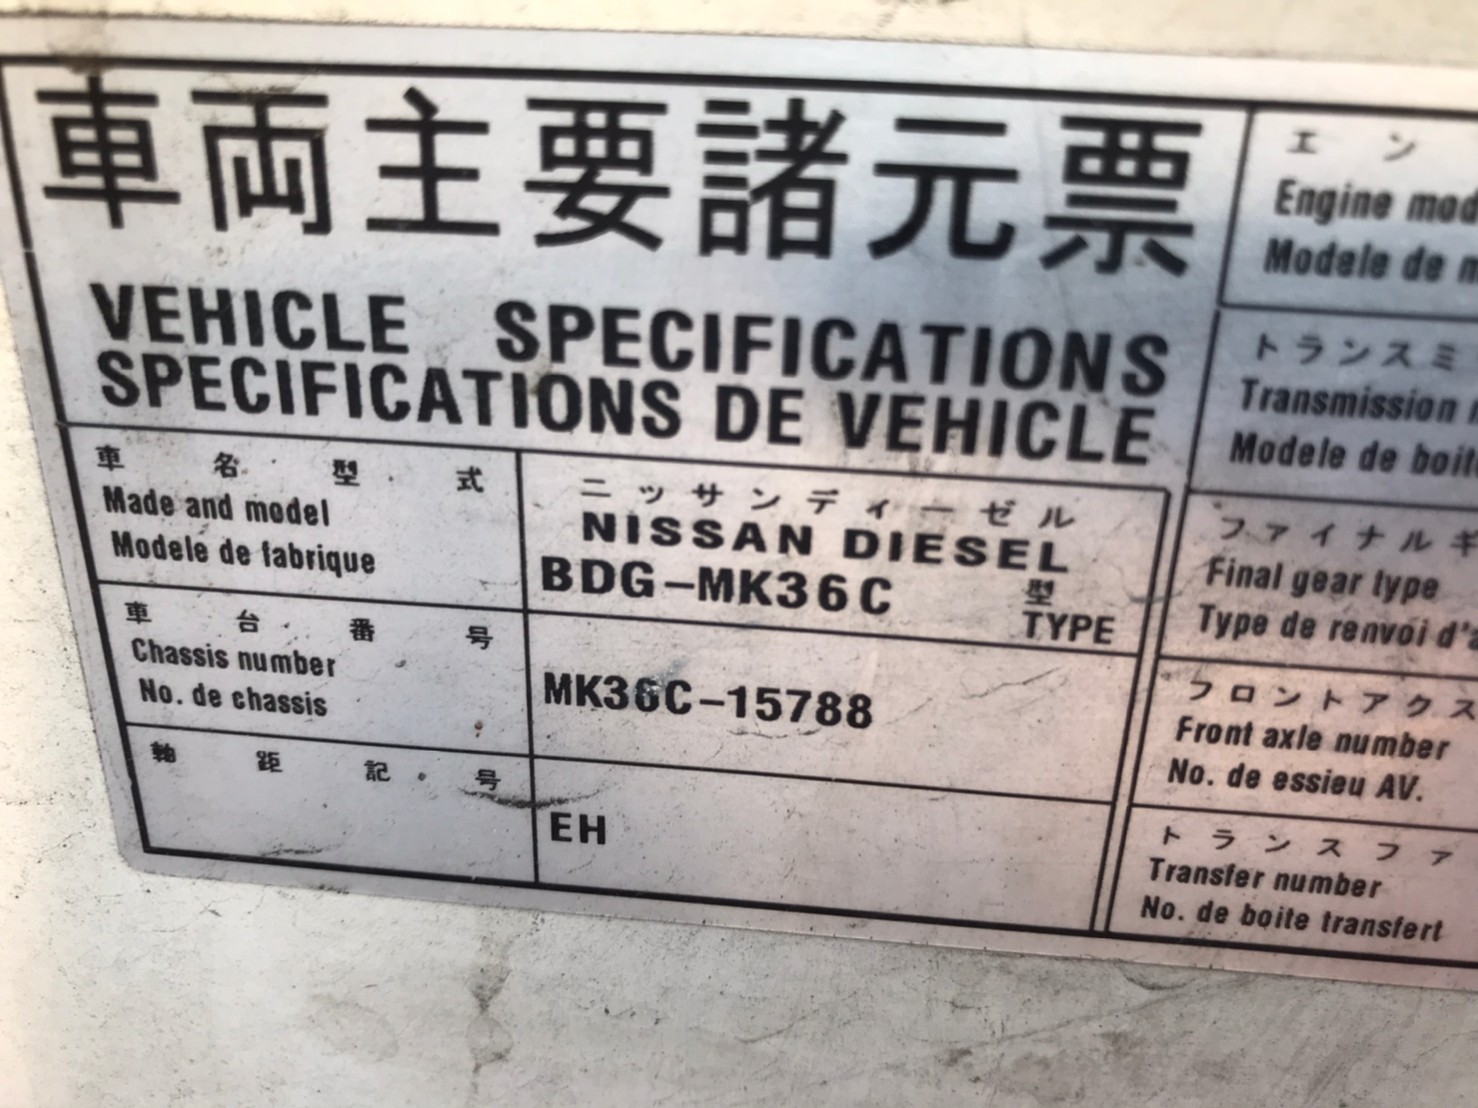 車両主要諸元票
VEHICLE SPECIFICATIONS
SPECIFICATIONS DE VEHICLE
車名型式
Made and model
Modele de fabrique
ニッサンディーゼル
NISSAN DIESEL
BDG-MK36C 型
TYPE
車台番号
Chassis number
No. de chassis
MK36C-15788
軸距記号
EH
エン
Engine mod
Modele de m
トランスミ
Transmission
Modele de boit
ファイナルギ
Final gear type
Type de renvoi d'a
フロントアクス
Front axle number
No. de essieu AV.
トランスファ
Transfer number
No. de boite transfert